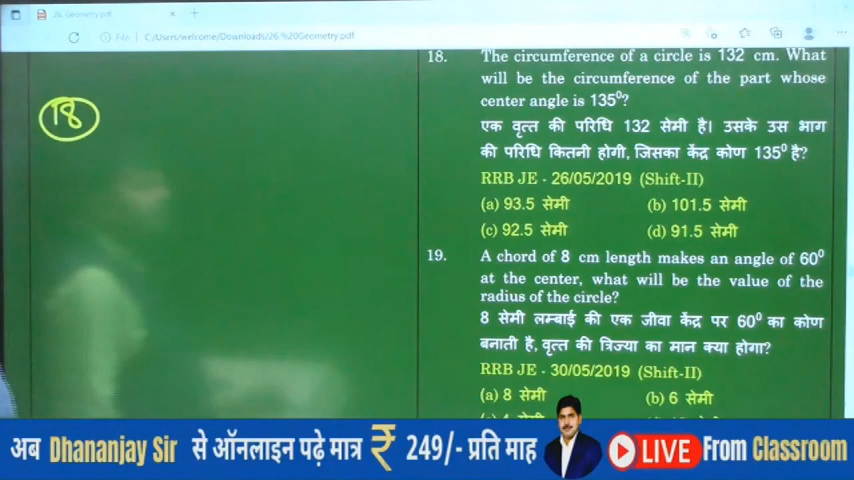 26 Geometry.pdf
File | C:/Users/welcome/Downloads/26 %20Geometry.pdf
18
18. The circumference of a circle is 132 cm. What
will be the circumference of the part whose
center angle is 135⁰?
एक वृत्त की परिधि 132 सेमी है। उसके उस भाग
की परिधि कितनी होगी, जिसका केंद्र कोण 135⁰ है?
RRB JE - 26/05/2019 (Shift-II)
(a) 93.5 सेमी (b) 101.5 सेमी
(c) 92.5 सेमी (d) 91.5 सेमी
19. A chord of 8 cm length makes an angle of 60⁰
at the center, what will be the value of the
radius of the circle?
8 सेमी लम्बाई की एक जीवा केंद्र पर 60⁰ का कोण
बनाती है, वृत्त की त्रिज्या का मान क्या होगा?
RRB JE - 30/05/2019 (Shift-II)
(a) 8 सेमी (b) 6 सेमी
अब Dhananjay Sir से ऑनलाइन पढ़े मात्र ₹ 249/- प्रति माह LIVE From Classroom